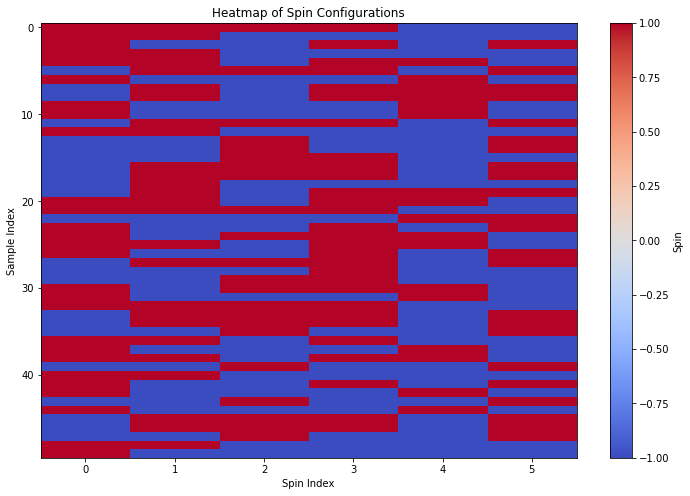 Heatmap of Spin Configurations
0
10
20
30
40
Sample Index
0 1 2 3 4 5
Spin Index
1.00
0.75
0.50
0.25
0.00
−0.25
−0.50
−0.75
−1.00
Spin